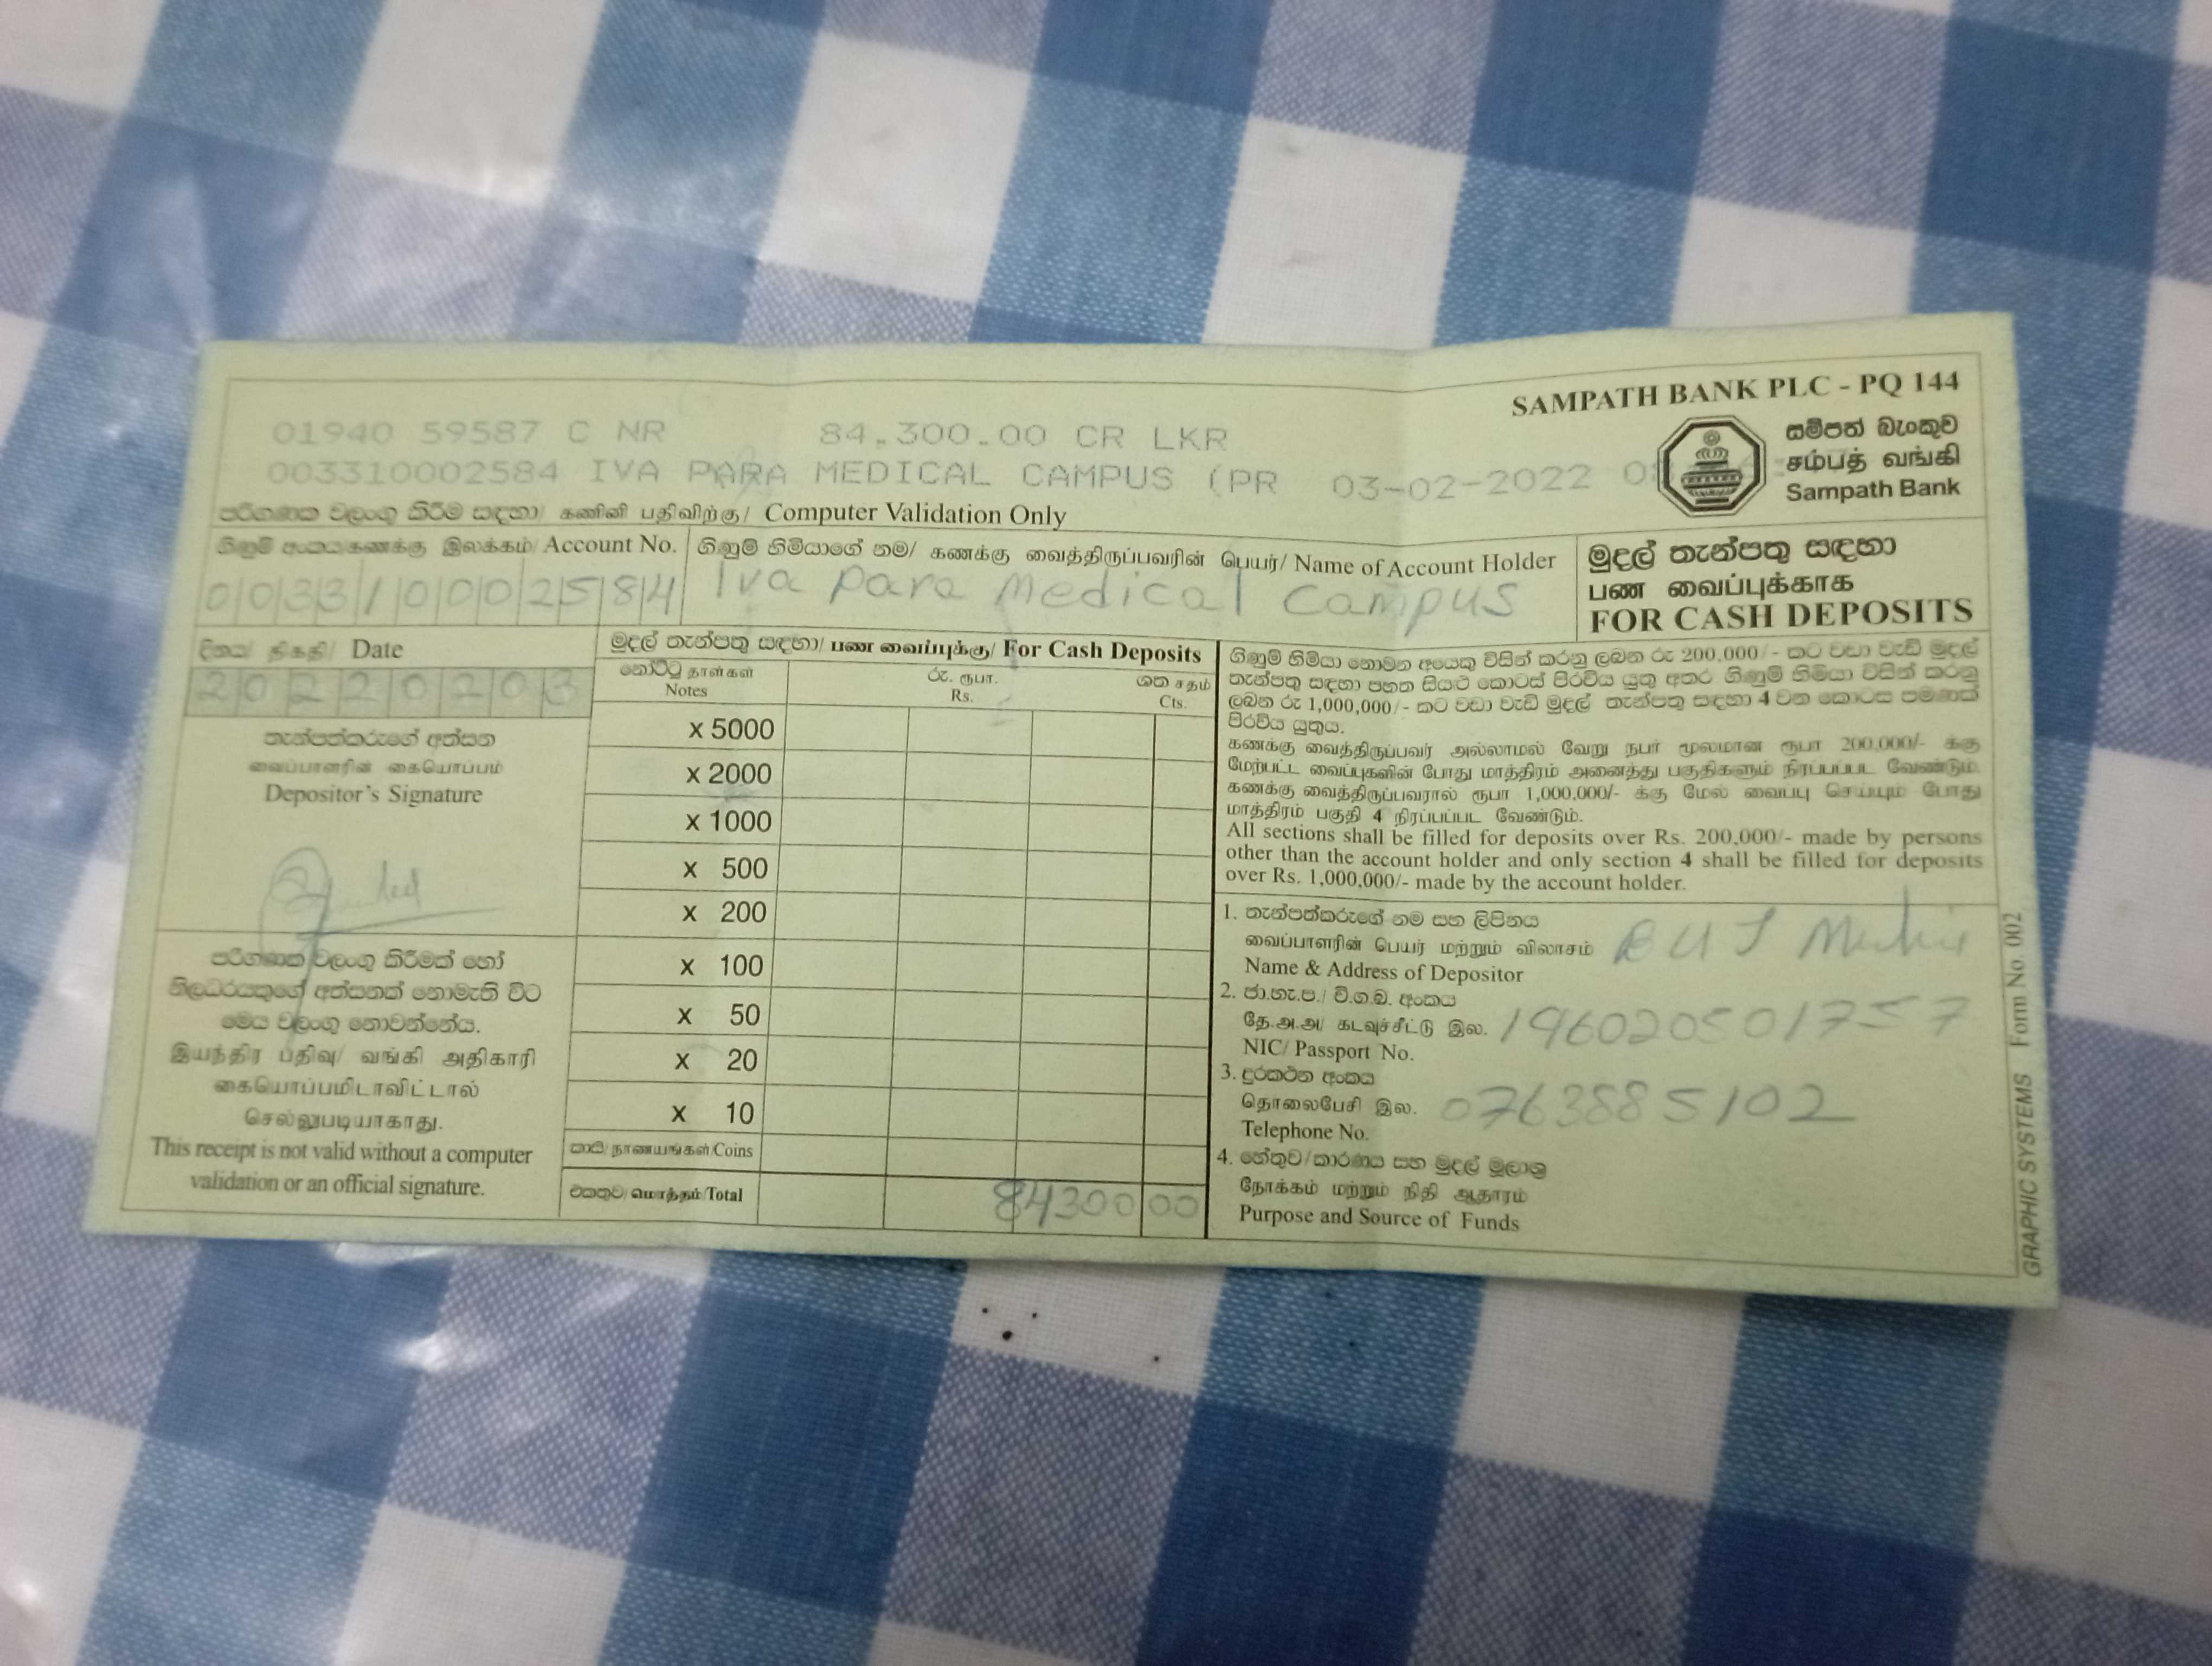 SAMPATH BANK PLC - PQ 144
සම්පත් බැංකුව
சம்பத் வங்கி
Sampath Bank
01940 59587 C NR 84,300.00 CR LKR
003310002584 IVA PARA MEDICAL CAMPUS (PR 03-02-2022
පරිගණක වලංගු කිරීම සඳහා/ கணினி பதிவிற்கு/ Computer Validation Only
ගිණුම් අංකය/கணக்கு இலக்கம்/ Account No.
003310002584
ගිණුම් හිමියාගේ නම/ கணக்கு வைத்திருப்பவரின் பெயர்/ Name of Account Holder
Iva para Medical Campus
මුදල් තැන්පතු සඳහා
பண வைப்புக்காக
FOR CASH DEPOSITS
දිනය/ திகதி/ Date
20220203
තැන්පත්කරුගේ අත්සන
வைப்பாளரின் கையொப்பம்
Depositor's Signature
පරිගණක වලංගු කිරීමක් හෝ
නිලධරයකුගේ අත්සනක් නොමැති විට
මෙය වලංගු නොවන්නේය.
இயந்திர பதிவு/ வங்கி அதிகாரி
கையொப்பமிடாவிட்டால்
செல்லுபடியாகாது.
This receipt is not valid without a computer
validation or an official signature.
මුදල් තැන්පතු සඳහා/ பண வைப்புக்கு/ For Cash Deposits
නෝට්ටු தாள்கள்
Notes
රු. ரூபா.
Rs.
ශත சதம்
Cts.
x 5000
x 2000
x 1000
x 500
x 200
x 100
x 50
x 20
x 10
කාසි/நாணயங்கள்/Coins
එකතුව/மொத்தம்/Total 84300 00
ගිණුම් හිමියා නොවන අයෙකු විසින් කරනු ලබන රු 200,000/- කට වඩා වැඩි මුදල්
තැන්පතු සඳහා පහත සියළු කොටස් පිරවිය යුතු අතර ගිණුම් හිමියා විසින් කරනු
ලබන රු 1,000,000/- කට වඩා වැඩි මුදල් තැන්පතු සඳහා 4 වන කොටස පමණක්
පිරවිය යුතුය.
கணக்கு வைத்திருப்பவர் அல்லாமல் வேறு நபர் மூலமான ரூபா 200,000/- க்கு
மேற்பட்ட வைப்புகளின் போது மாத்திரம் அனைத்து பகுதிகளும் நிரப்பப்பட வேண்டும்.
கணக்கு வைத்திருப்பவரால் ரூபா 1,000,000/- க்கு மேல் வைப்பு செய்யும் போது
மாத்திரம் பகுதி 4 நிரப்பப்பட வேண்டும்.
All sections shall be filled for deposits over Rs. 200,000/- made by persons
other than the account holder and only section 4 shall be filled for deposits
over Rs. 1,000,000/- made by the account holder.
1. තැන්පත්කරුගේ නම සහ ලිපිනය
வைப்பாளரின் பெயர் மற்றும் விலாசம்
Name & Address of Depositor
2. ජා.හැ.ප./ වි.ග.බ. අංකය
தே.அ.அ/ கடவுச்சீட்டு இல. 196020501757
NIC/ Passport No.
3. දුරකථන අංකය
தொலைபேசி இல. 0763885102
Telephone No.
4. හේතුව/කාරණය සහ මුදල් මූලාශ්‍ර
நோக்கம் மற்றும் நிதி ஆதாரம்
Purpose and Source of Funds
GRAPHIC SYSTEMS Form No. 002